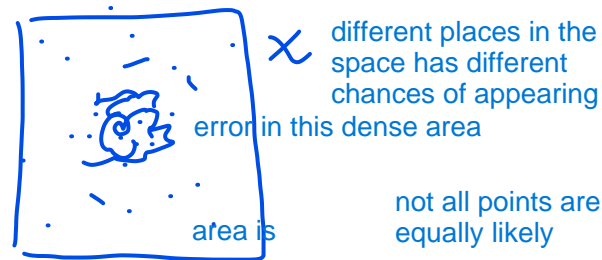 x
different places in the
space has different
chances of appearing
error in this dense area
area is
not all points are
equally likely